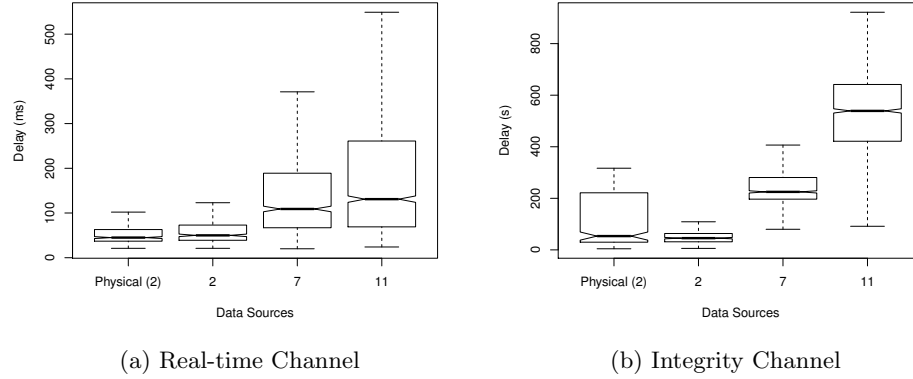 500
400
300
200
100
0
Delay (ms)
Physical (2) 2 7 11
Data Sources
(a) Real-time Channel
800
600
400
200
0
Delay (s)
Physical (2) 2 7 11
Data Sources
(b) Integrity Channel